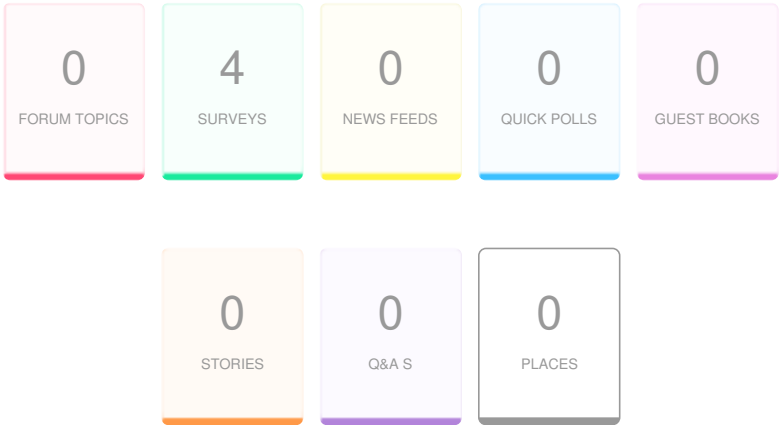 0 4 0 0 0
FORUM TOPICS SURVEYS NEWS FEEDS QUICK POLLS GUEST BOOKS
0 0 0
STORIES Q&A S PLACES